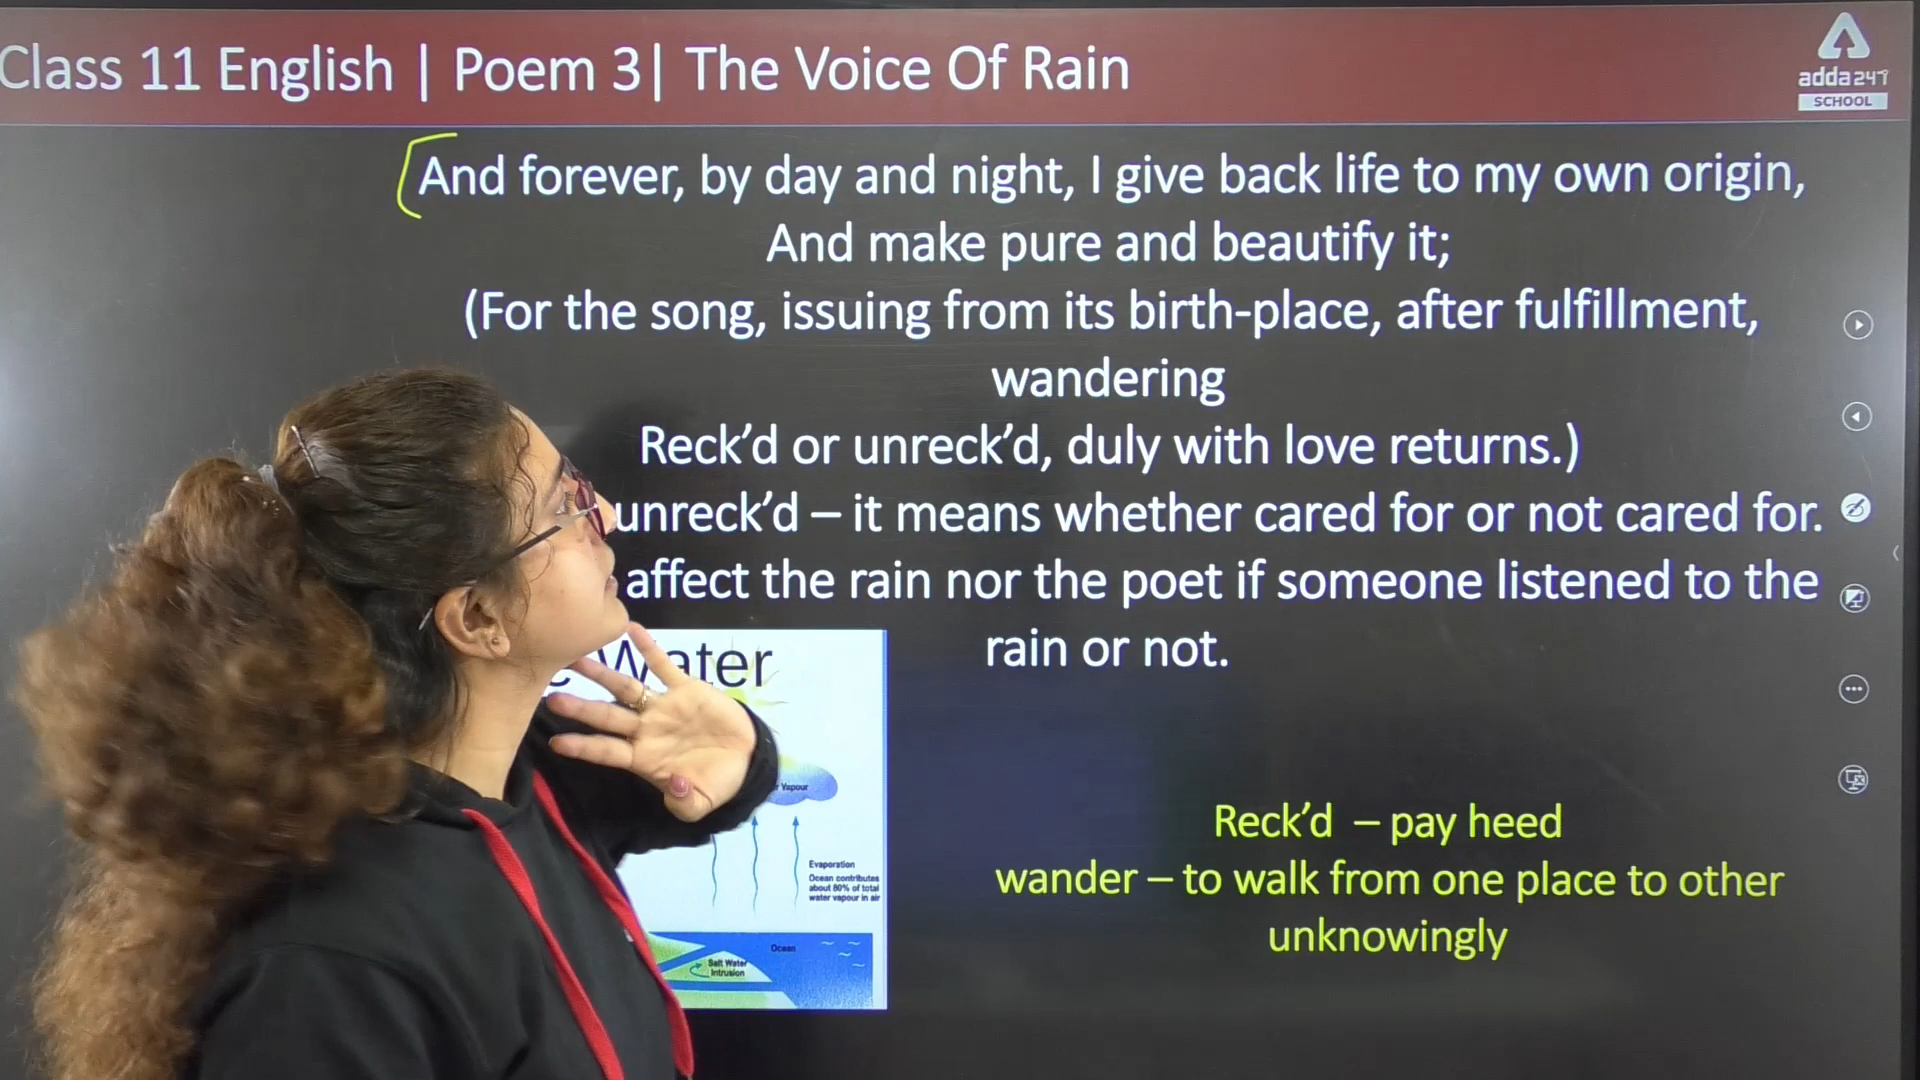 Class 11 English | Poem 3| The Voice Of Rain
adda247
SCHOOL
And forever, by day and night, I give back life to my own origin,
And make pure and beautify it;
(For the song, issuing from its birth-place, after fulfillment,
wandering
Reck’d or unreck’d, duly with love returns.)
unreck’d – it means whether cared for or not cared for.
affect the rain nor the poet if someone listened to the
rain or not.
Water
Vapour
Evaporation
Ocean contributes
about 80% of total
water vapour in air
Ocean
Salt Water
Intrusion
Reck’d – pay heed
wander – to walk from one place to other
unknowingly